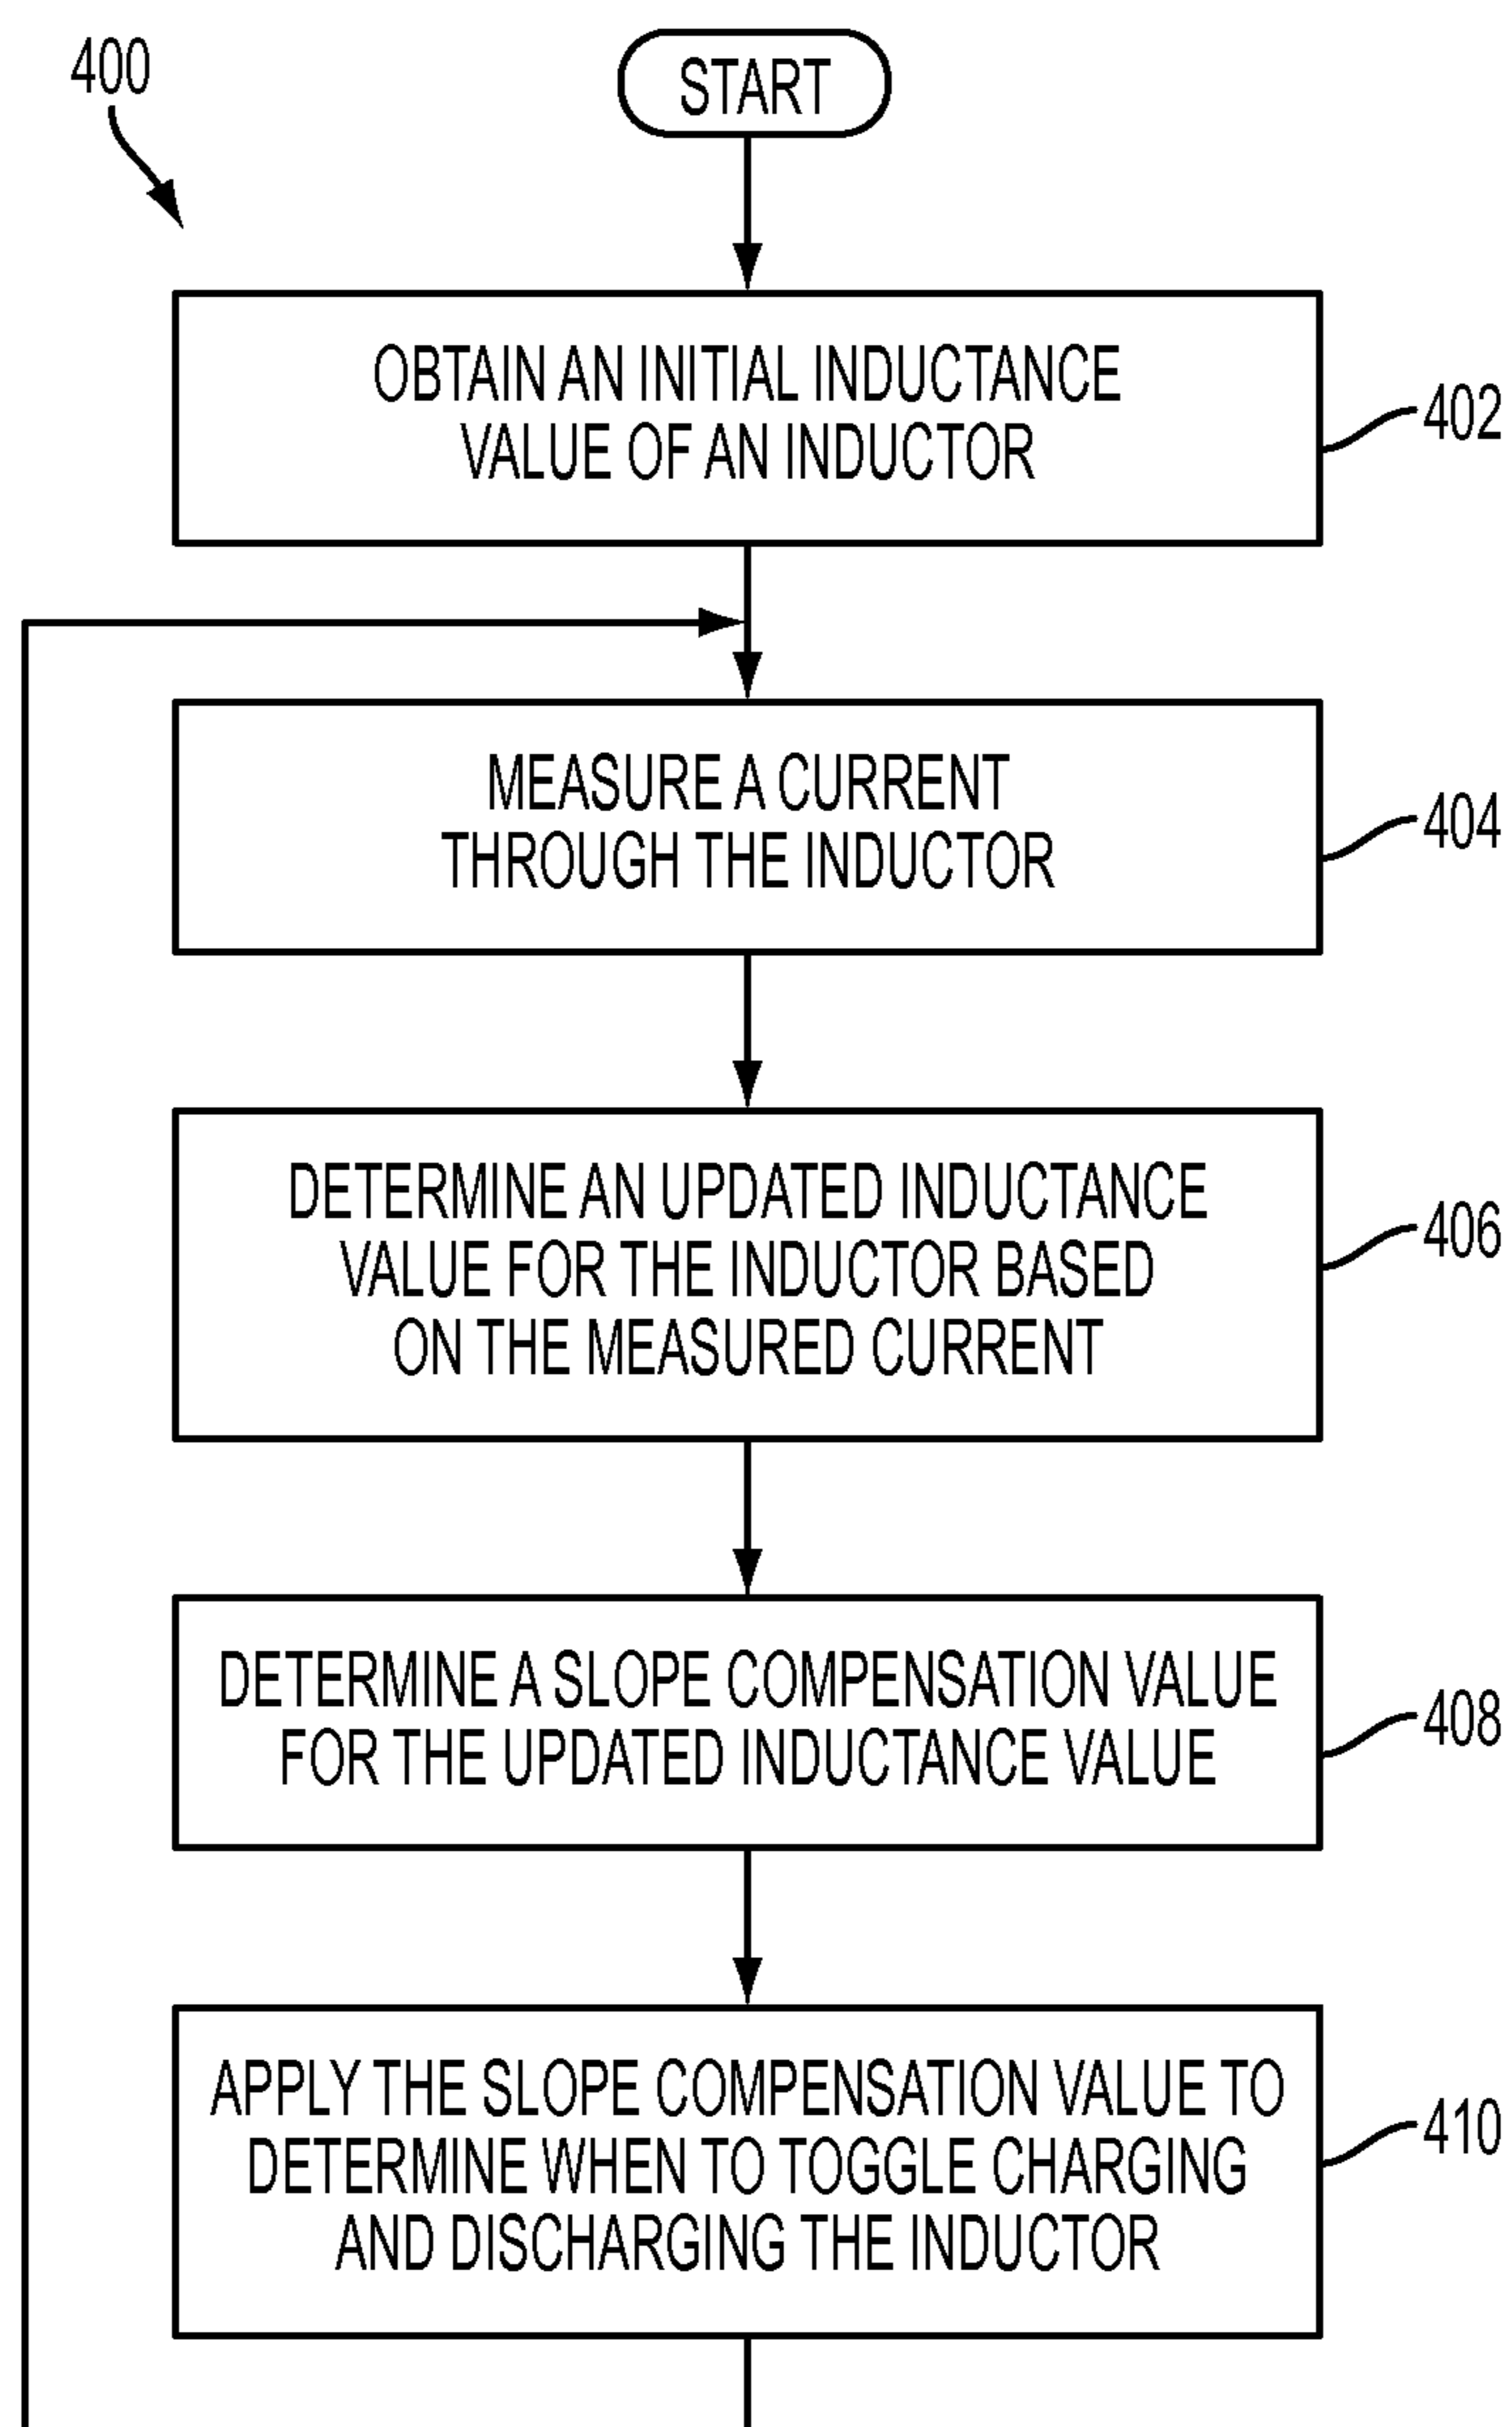 400
START
OBTAIN AN INITIAL INDUCTANCE
VALUE OF AN INDUCTOR
402
MEASURE A CURRENT
THROUGH THE INDUCTOR
404
DETERMINE AN UPDATED INDUCTANCE
VALUE FOR THE INDUCTOR BASED
ON THE MEASURED CURRENT
406
DETERMINE A SLOPE COMPENSATION VALUE
FOR THE UPDATED INDUCTANCE VALUE
408
APPLY THE SLOPE COMPENSATION VALUE TO
DETERMINE WHEN TO TOGGLE CHARGING
AND DISCHARGING THE INDUCTOR
410